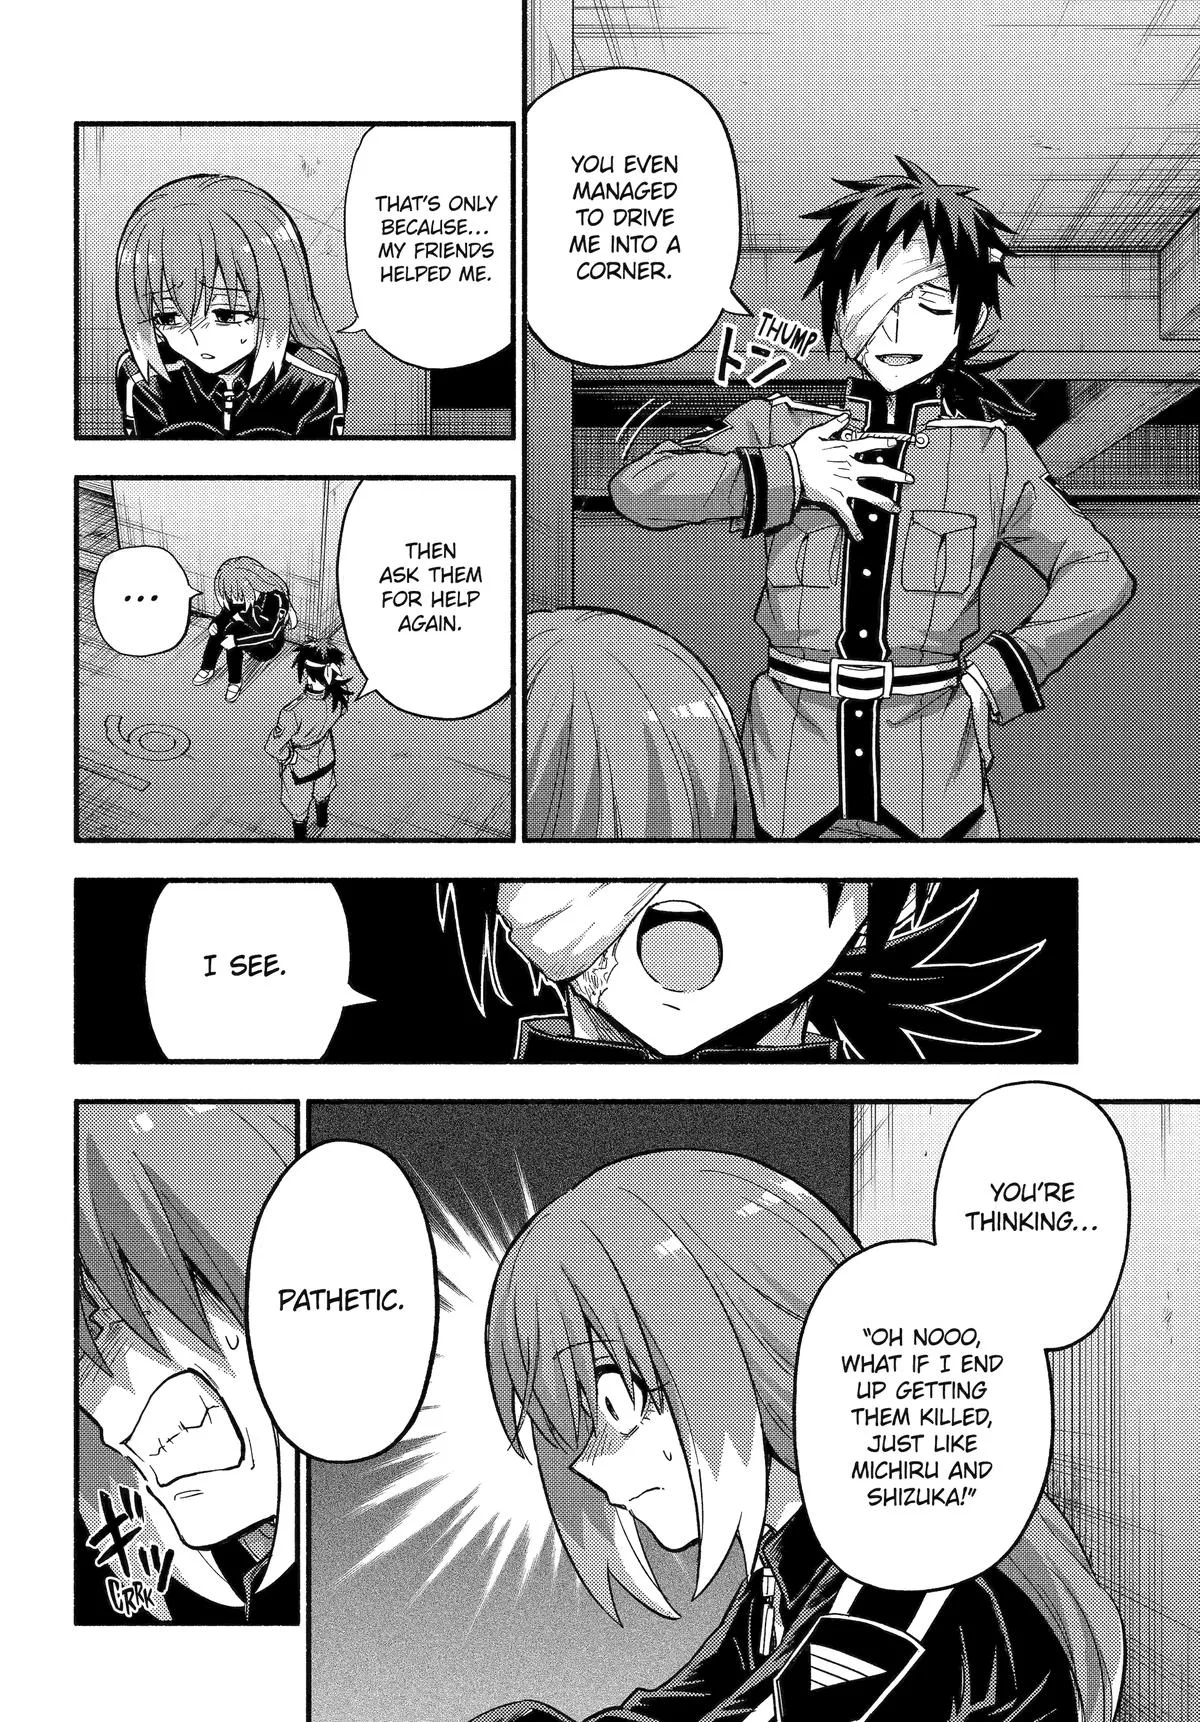 YOU EVEN
MANAGED
TO DRIVE
ME INTO A
CORNER.
THUMP
トン
THAT'S ONLY
BECAUSE...
MY FRIENDS
HELPED ME.
THEN
ASK THEM
FOR HELP
AGAIN.
...
I SEE.
YOU'RE
THINKING...
"OH NOOO,
WHAT IF I END
UP GETTING
THEM KILLED,
JUST LIKE
MICHIRU AND
SHIZUKA!"
PATHETIC.
ギッ
CRRK